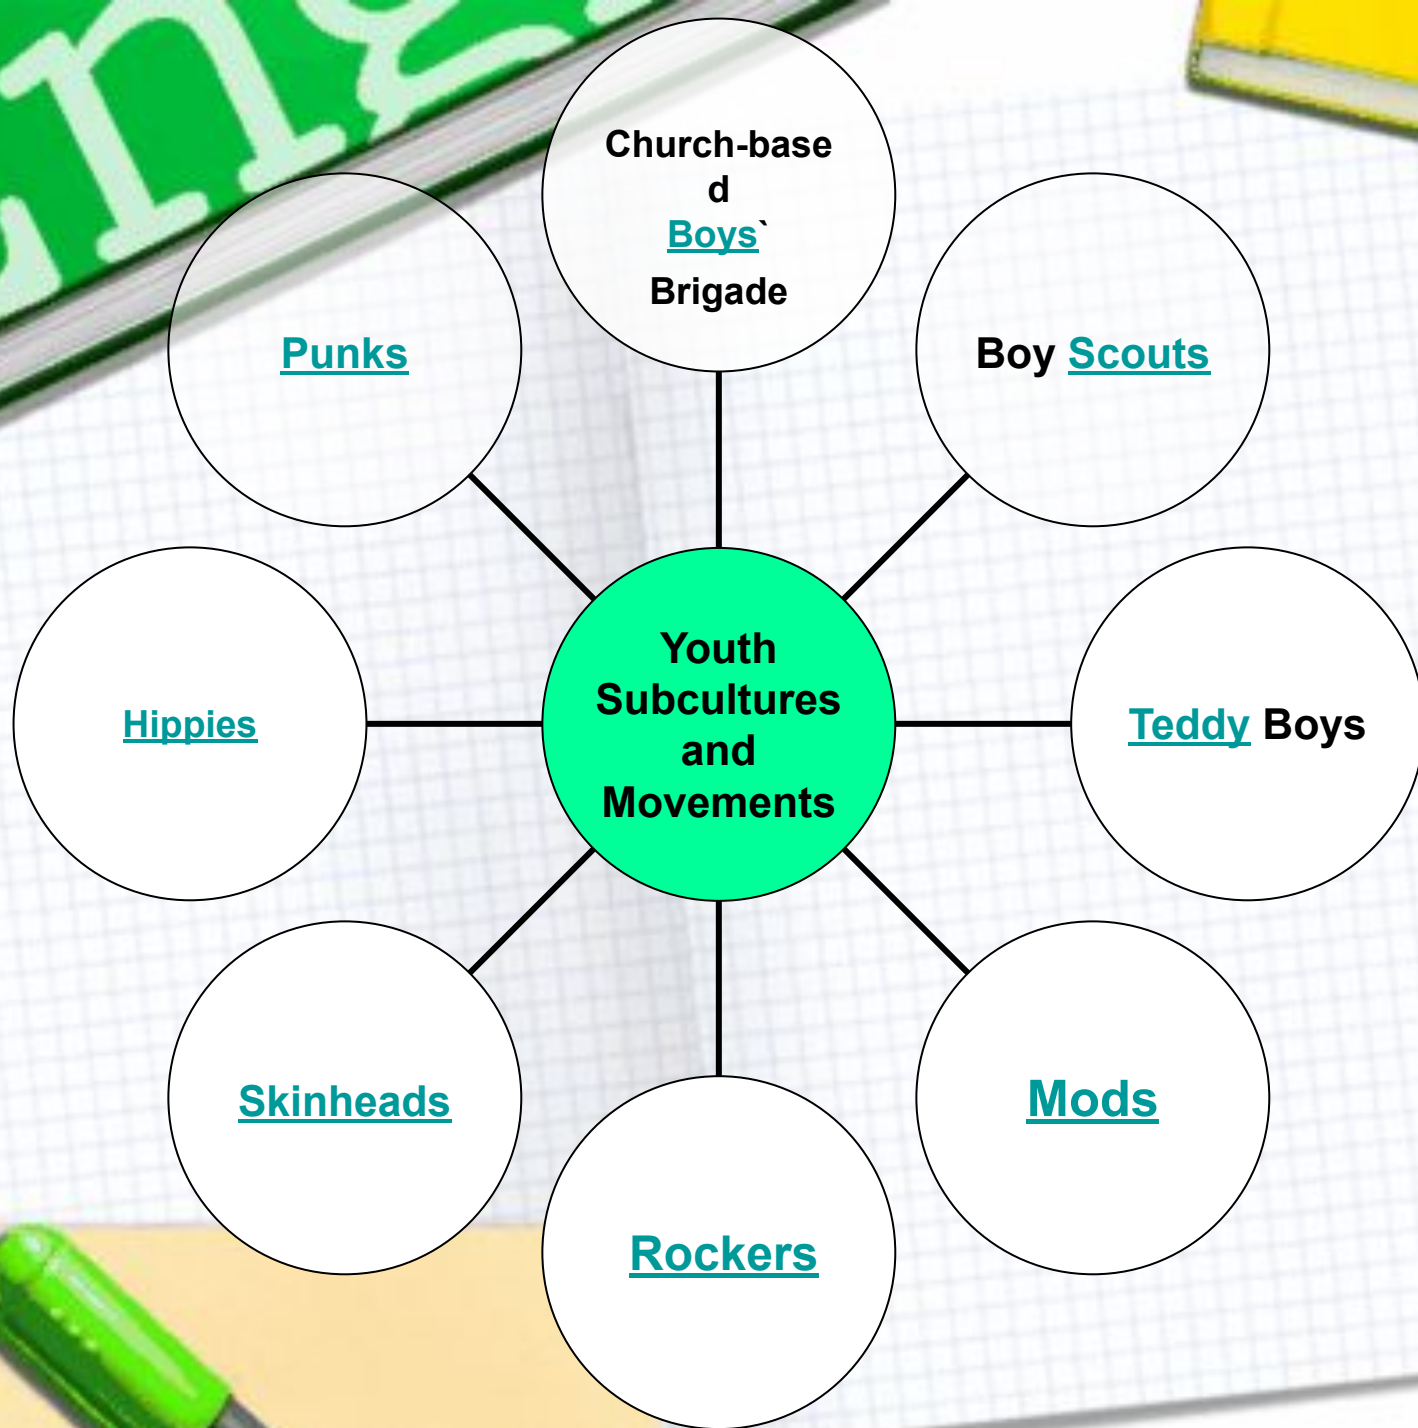 Church-base
d
Boys`
Brigade
Punks
Boy Scouts
Youth
Subcultures
and
Movements
Hippies
Teddy Boys
Skinheads
Mods
Rockers